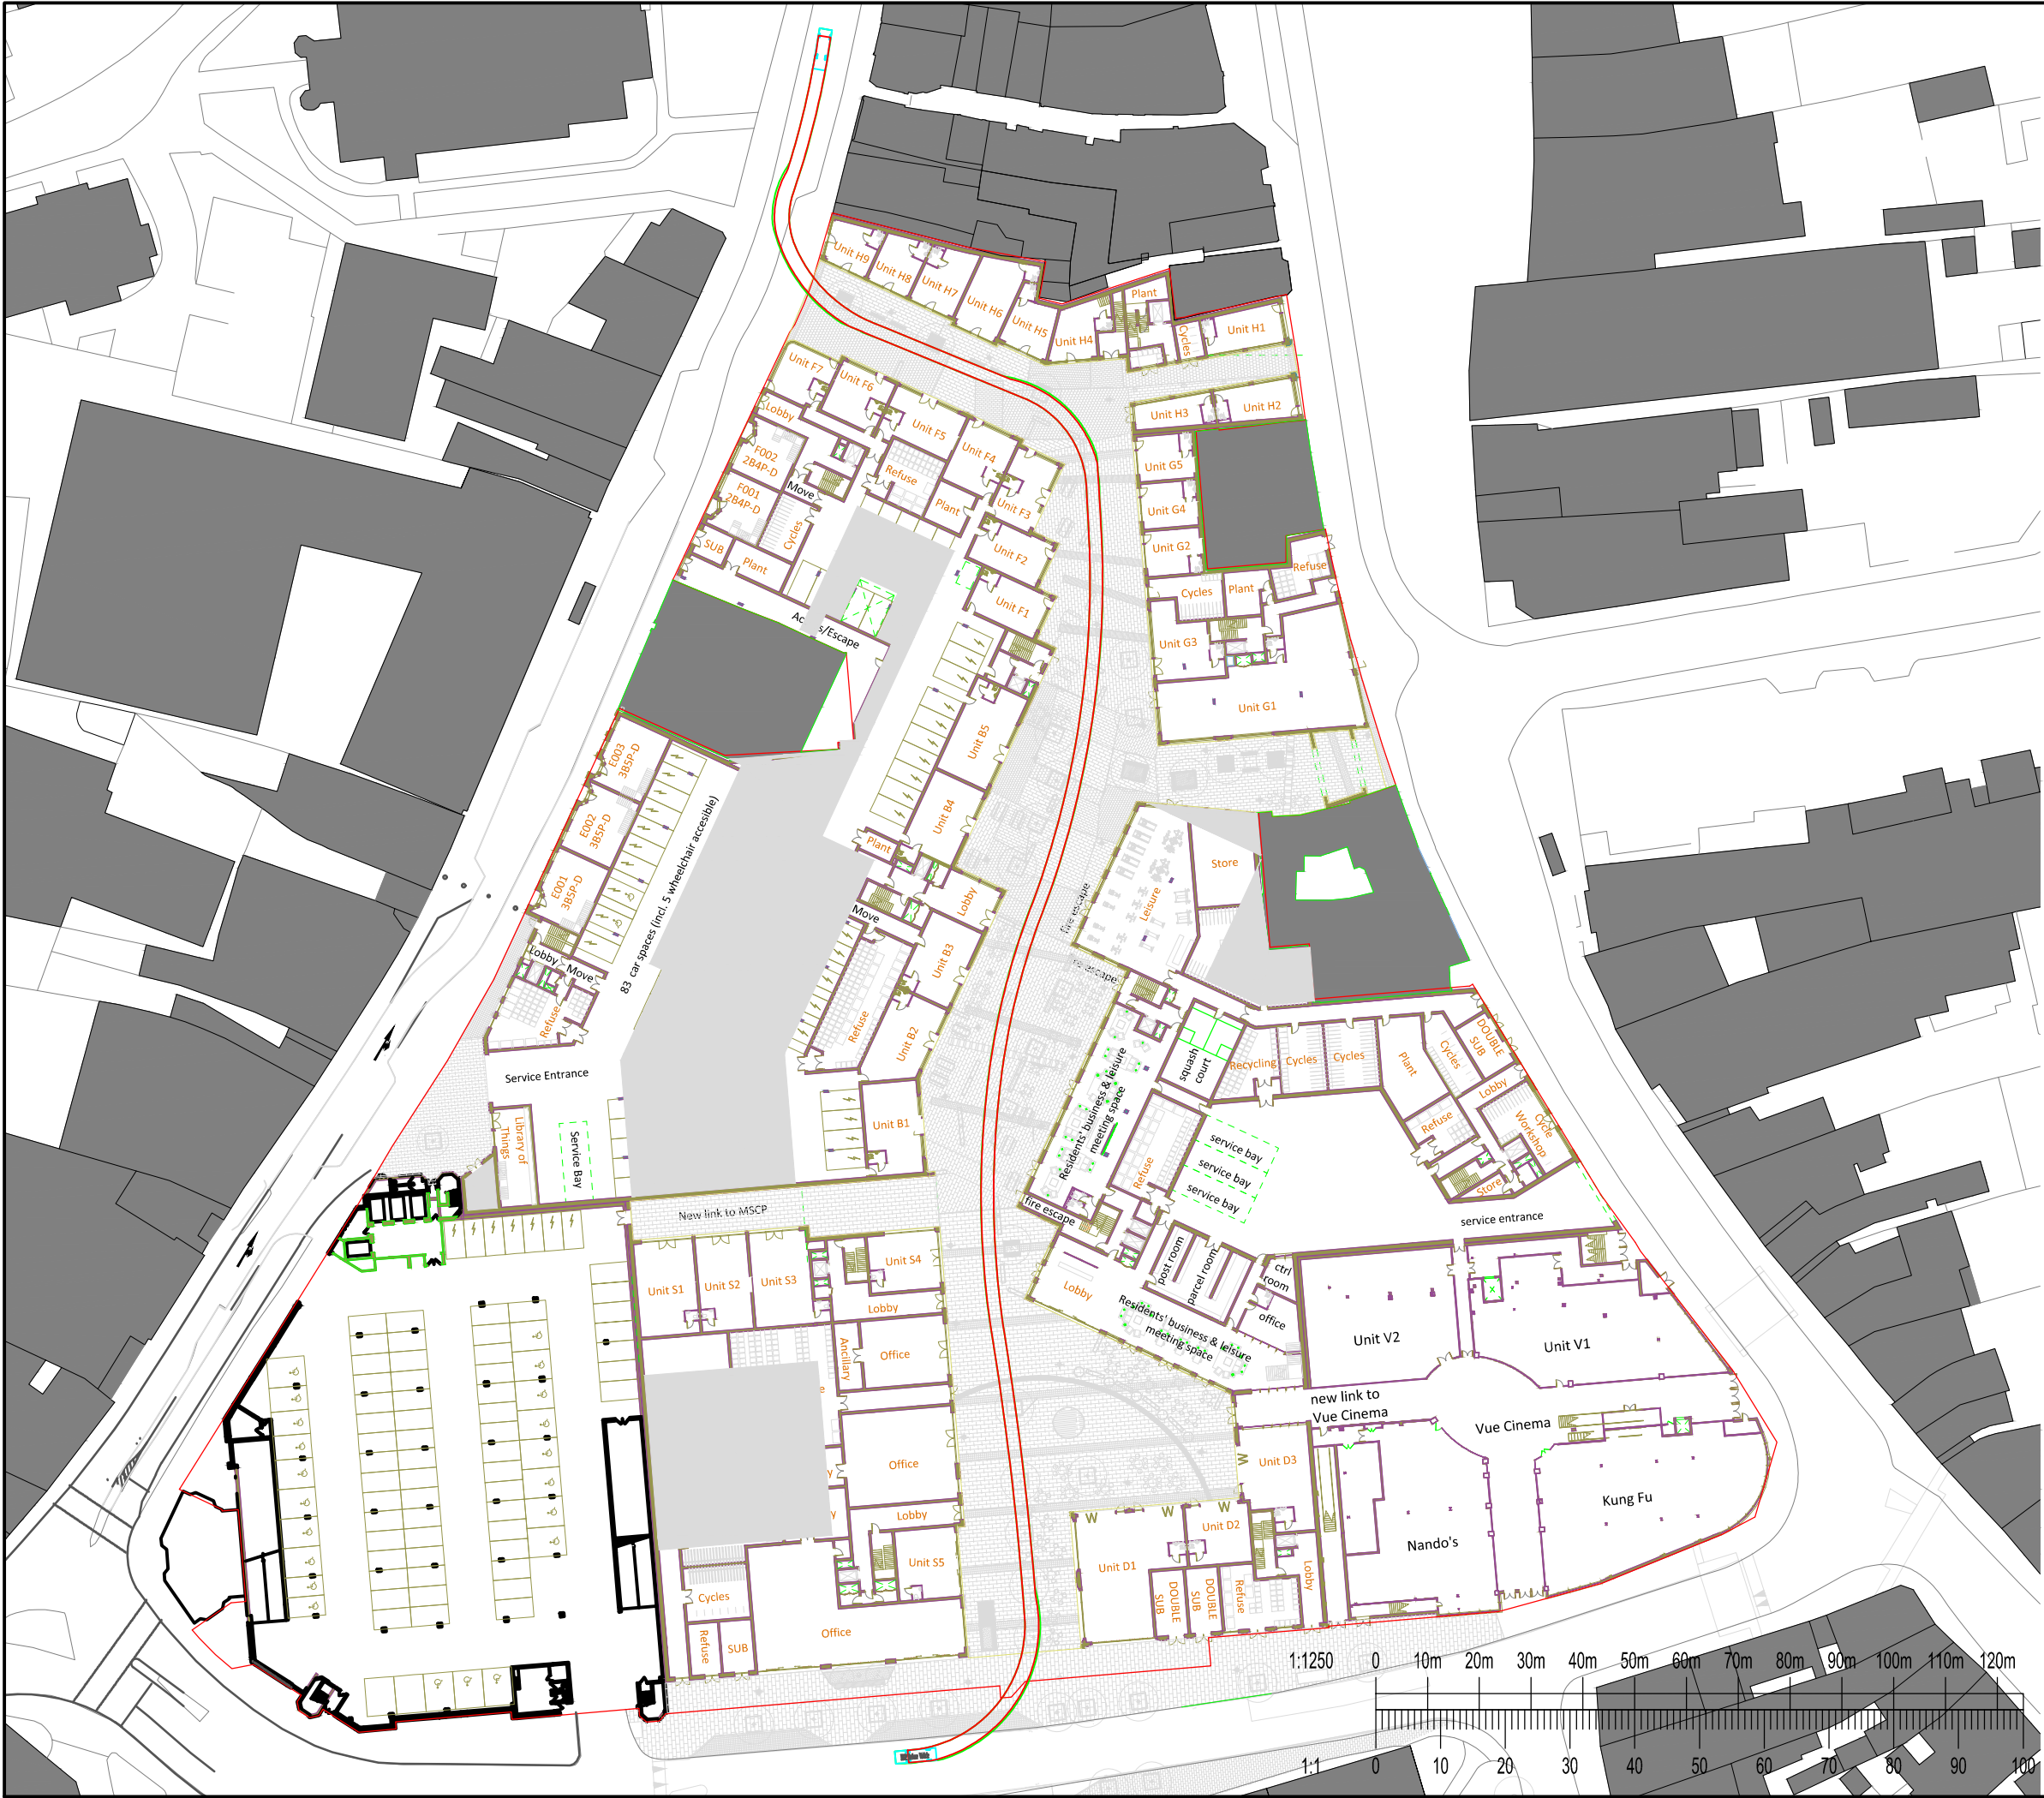 Unit H9
Unit H8
Unit H7
Unit H6
Unit H5
Unit H4
Plant
Cycles
Unit H1
Unit H3
Unit H2
Unit F7
Unit F6
Unit F5
Unit F4
Unit F3
Lobby
F002
2B4P-D
Refuse
Plant
Move
F001
2B4P-D
Cycles
SUB
Plant
Unit F2
Unit F1
Unit G5
Unit G4
Unit G2
Refuse
Cycles
Plant
Unit G3
Unit G1
E003
3B5P-D
E002
3B5P-D
E001
3B5P-D
83 car spaces (incl. 5 wheelchair accesible)
Unit B5
Unit B4
Plant
Lobby
Move
Unit B3
Refuse
Unit B2
Unit B1
Lobby
Move
Refuse
Service Entrance
Library of
Things
Service Bay
New link to MSCP
Leisure
Store
fire escape
squash
court
Recycling
Cycles
Cycles
Plant
Cycles
DOUBLE
SUB
Lobby
Refuse
Cycle
Workshop
Store
Residents' business & leisure
meeting space
Refuse
service bay
service bay
service bay
service entrance
fire escape
Lobby
post room
parcel room
ctrl
room
office
Residents' business & leisure
meeting space
Unit V2
Unit V1
new link to
Vue Cinema
Vue Cinema
Kung Fu
Nando's
Unit S1
Unit S2
Unit S3
Unit S4
Lobby
Ancillary
Office
Office
Lobby
Unit S5
Cycles
Refuse
SUB
Office
Unit D3
Unit D2
Unit D1
DOUBLE
SUB
DOUBLE
SUB
Refuse
Lobby
W
W
W
W
1:1250
0 10m 20m 30m 40m 50m 60m 70m 80m 90m 100m 110m 120m
1:1
0 10 20 30 40 50 60 70 80 90 100